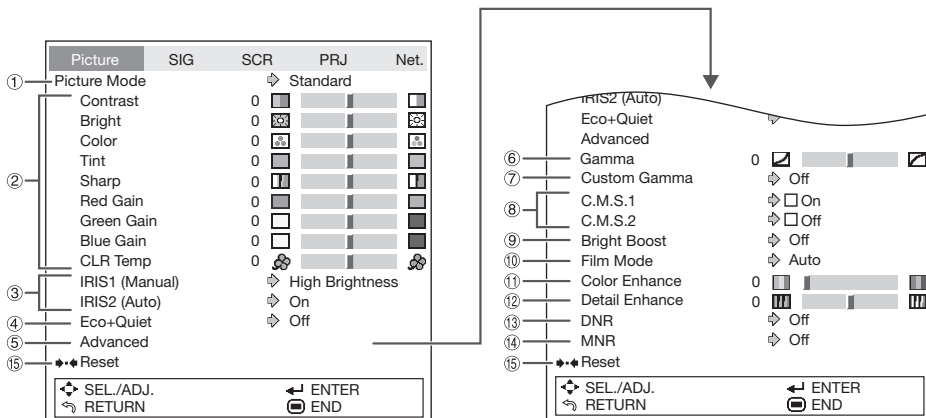 Picture SIG SCR PRJ Net.
① Picture Mode Standard
② Contrast 0
Bright 0
Color 0
Tint 0
Sharp 0
Red Gain 0
Green Gain 0
Blue Gain 0
CLR Temp 0
③ IRIS1 (Manual) High Brightness
IRIS2 (Auto) On
④ Eco+Quiet Off
⑤ Advanced
⑮ Reset
SEL./ADJ. ENTER
RETURN END
IRIS2 (Auto)
Eco+Quiet
Advanced
⑥ Gamma 0
⑦ Custom Gamma Off
⑧ C.M.S.1 On
C.M.S.2 Off
⑨ Bright Boost Off
⑩ Film Mode Auto
⑪ Color Enhance 0
⑫ Detail Enhance 0
⑬ DNR Off
⑭ MNR Off
⑮ Reset
SEL./ADJ. ENTER
RETURN END